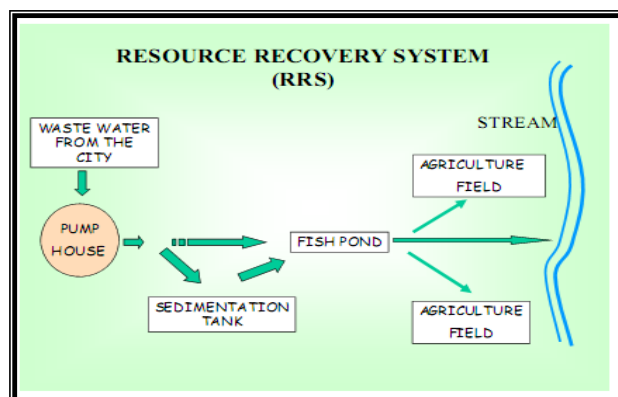 RESOURCE RECOVERY SYSTEM
(RRS)
WASTE WATER
FROM THE
CITY
STREAM
AGRICULTURE
FIELD
PUMP
HOUSE
FISH POND
SEDIMENTATION
TANK
AGRICULTURE
FIELD